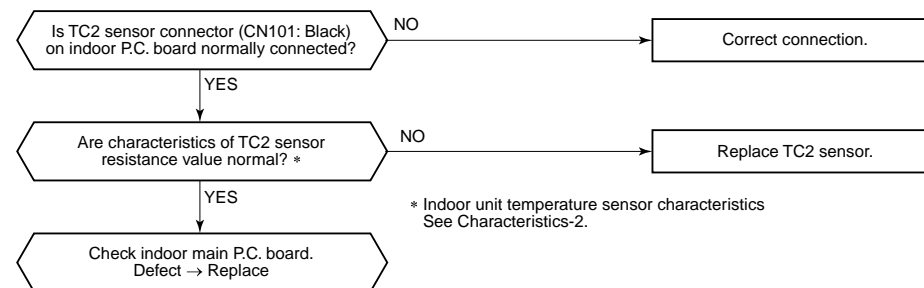 Is TC2 sensor connector (CN101: Black)
on indoor P.C. board normally connected?
NO
Correct connection.
YES
Are characteristics of TC2 sensor
resistance value normal? *
NO
Replace TC2 sensor.
YES
* Indoor unit temperature sensor characteristics
See Characteristics-2.
Check indoor main P.C. board.
Defect → Replace